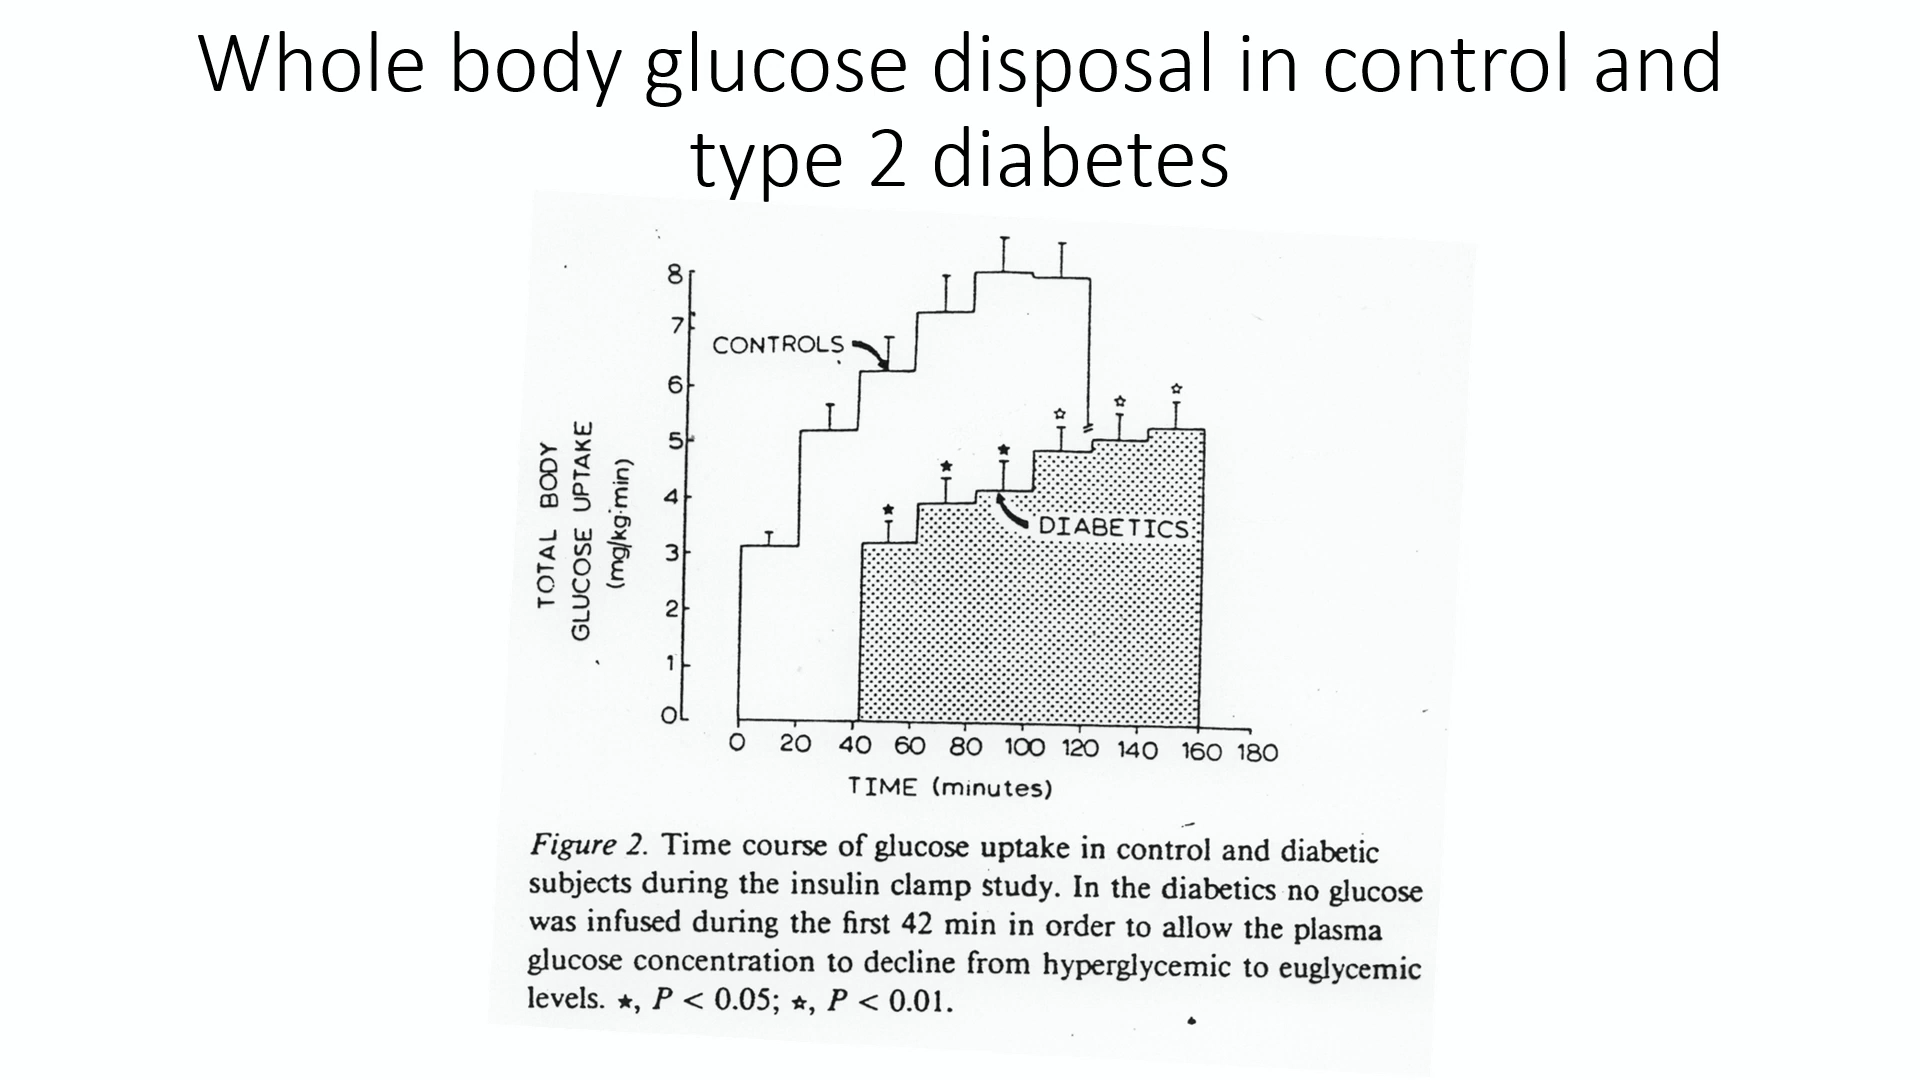 Whole body glucose disposal in control and
type 2 diabetes
TOTAL BODY
GLUCOSE UPTAKE
(mg/kg·min)
8
7
6
5
4
3
2
1
0
CONTROLS
DIABETICS
★
★
★
☆
☆
☆
0 20 40 60 80 100 120 140 160 180
TIME (minutes)
Figure 2. Time course of glucose uptake in control and diabetic
subjects during the insulin clamp study. In the diabetics no glucose
was infused during the first 42 min in order to allow the plasma
glucose concentration to decline from hyperglycemic to euglycemic
levels. ★, P < 0.05; ☆, P < 0.01.